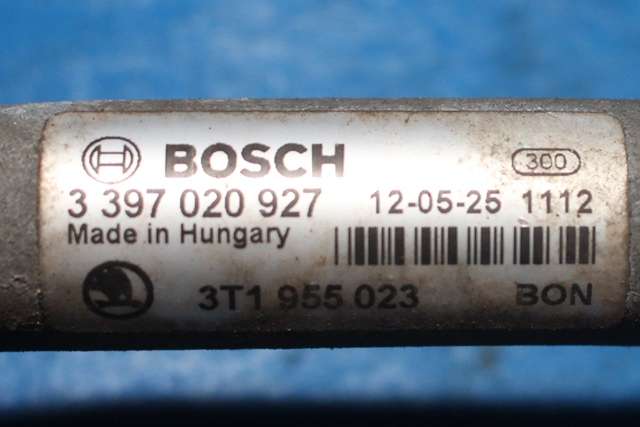 BOSCH 300
3 397 020 927 12-05-25 1112
Made in Hungary
3T1 955 023 BON